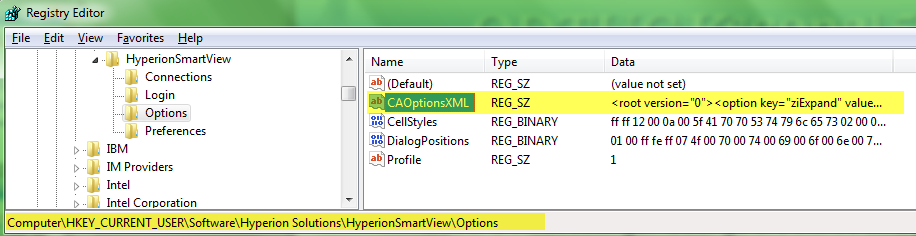 Registry Editor
File Edit View Favorites Help
HyperionSmartView
Connections
Login
Options
Preferences
IBM
IM Providers
Intel
Intel Corporation
Name Type Data
(Default) REG_SZ (value not set)
CAOptionsXML REG_SZ <root version="0"><option key="ziExpand" value...
CellStyles REG_BINARY ff ff 12 00 0a 00 5f 41 70 70 53 74 79 6c 65 73 02 00 0...
DialogPositions REG_BINARY 01 00 ff fe ff 07 4f 00 70 00 74 00 69 00 6f 00 6e 00 7...
Profile REG_SZ 1
Computer\HKEY_CURRENT_USER\Software\Hyperion Solutions\HyperionSmartView\Options